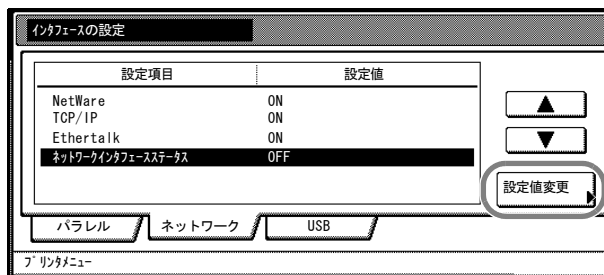 インタフェースの設定
設定項目 設定値
NetWare ON
TCP/IP ON
Ethertalk ON
ネットワークインタフェースステータス OFF
設定値変更
パラレル ネットワーク USB
プリンタメニュー